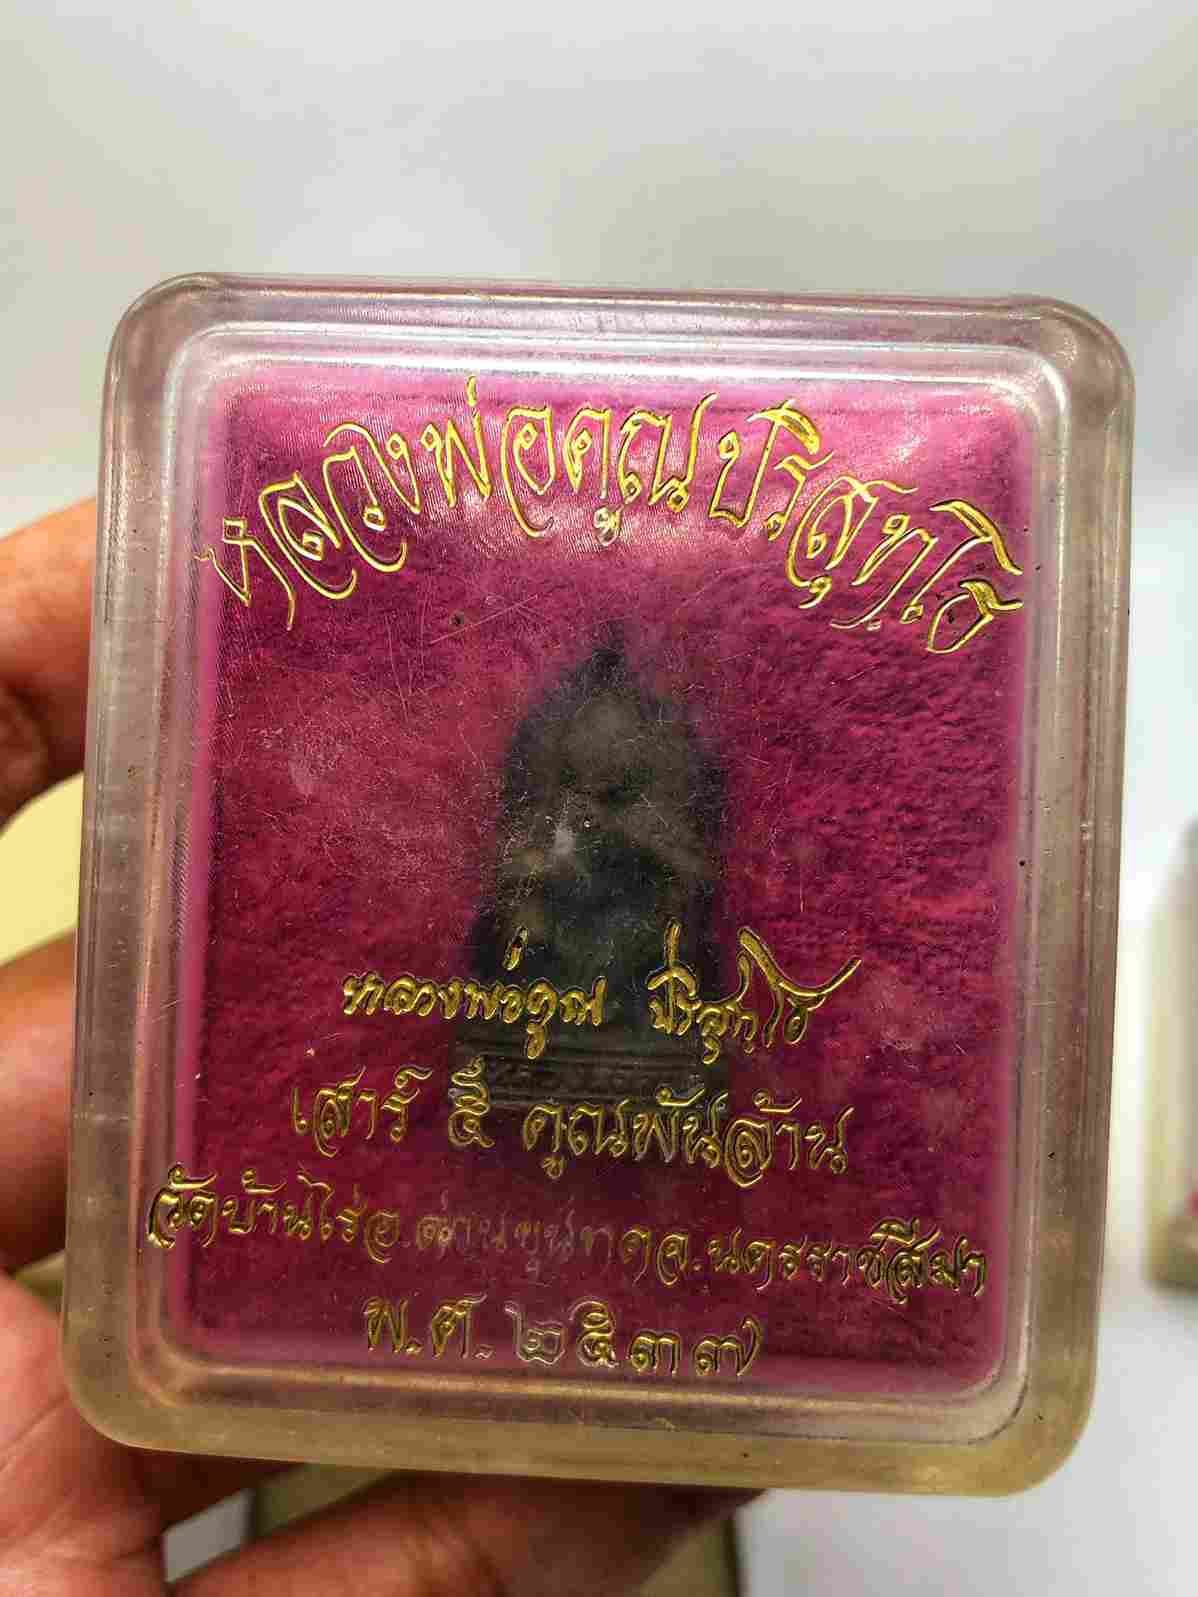 หลวงพ่อคูณปริสุทโธ
หลวงพ่อคูณ ปริสุทโธ
เสาร์ ๕ คูณพันล้าน
วัดบ้านไร่ อ.ด่านขุนทด จ.นครราชสีมา
พ.ศ. ๒๕๓๗